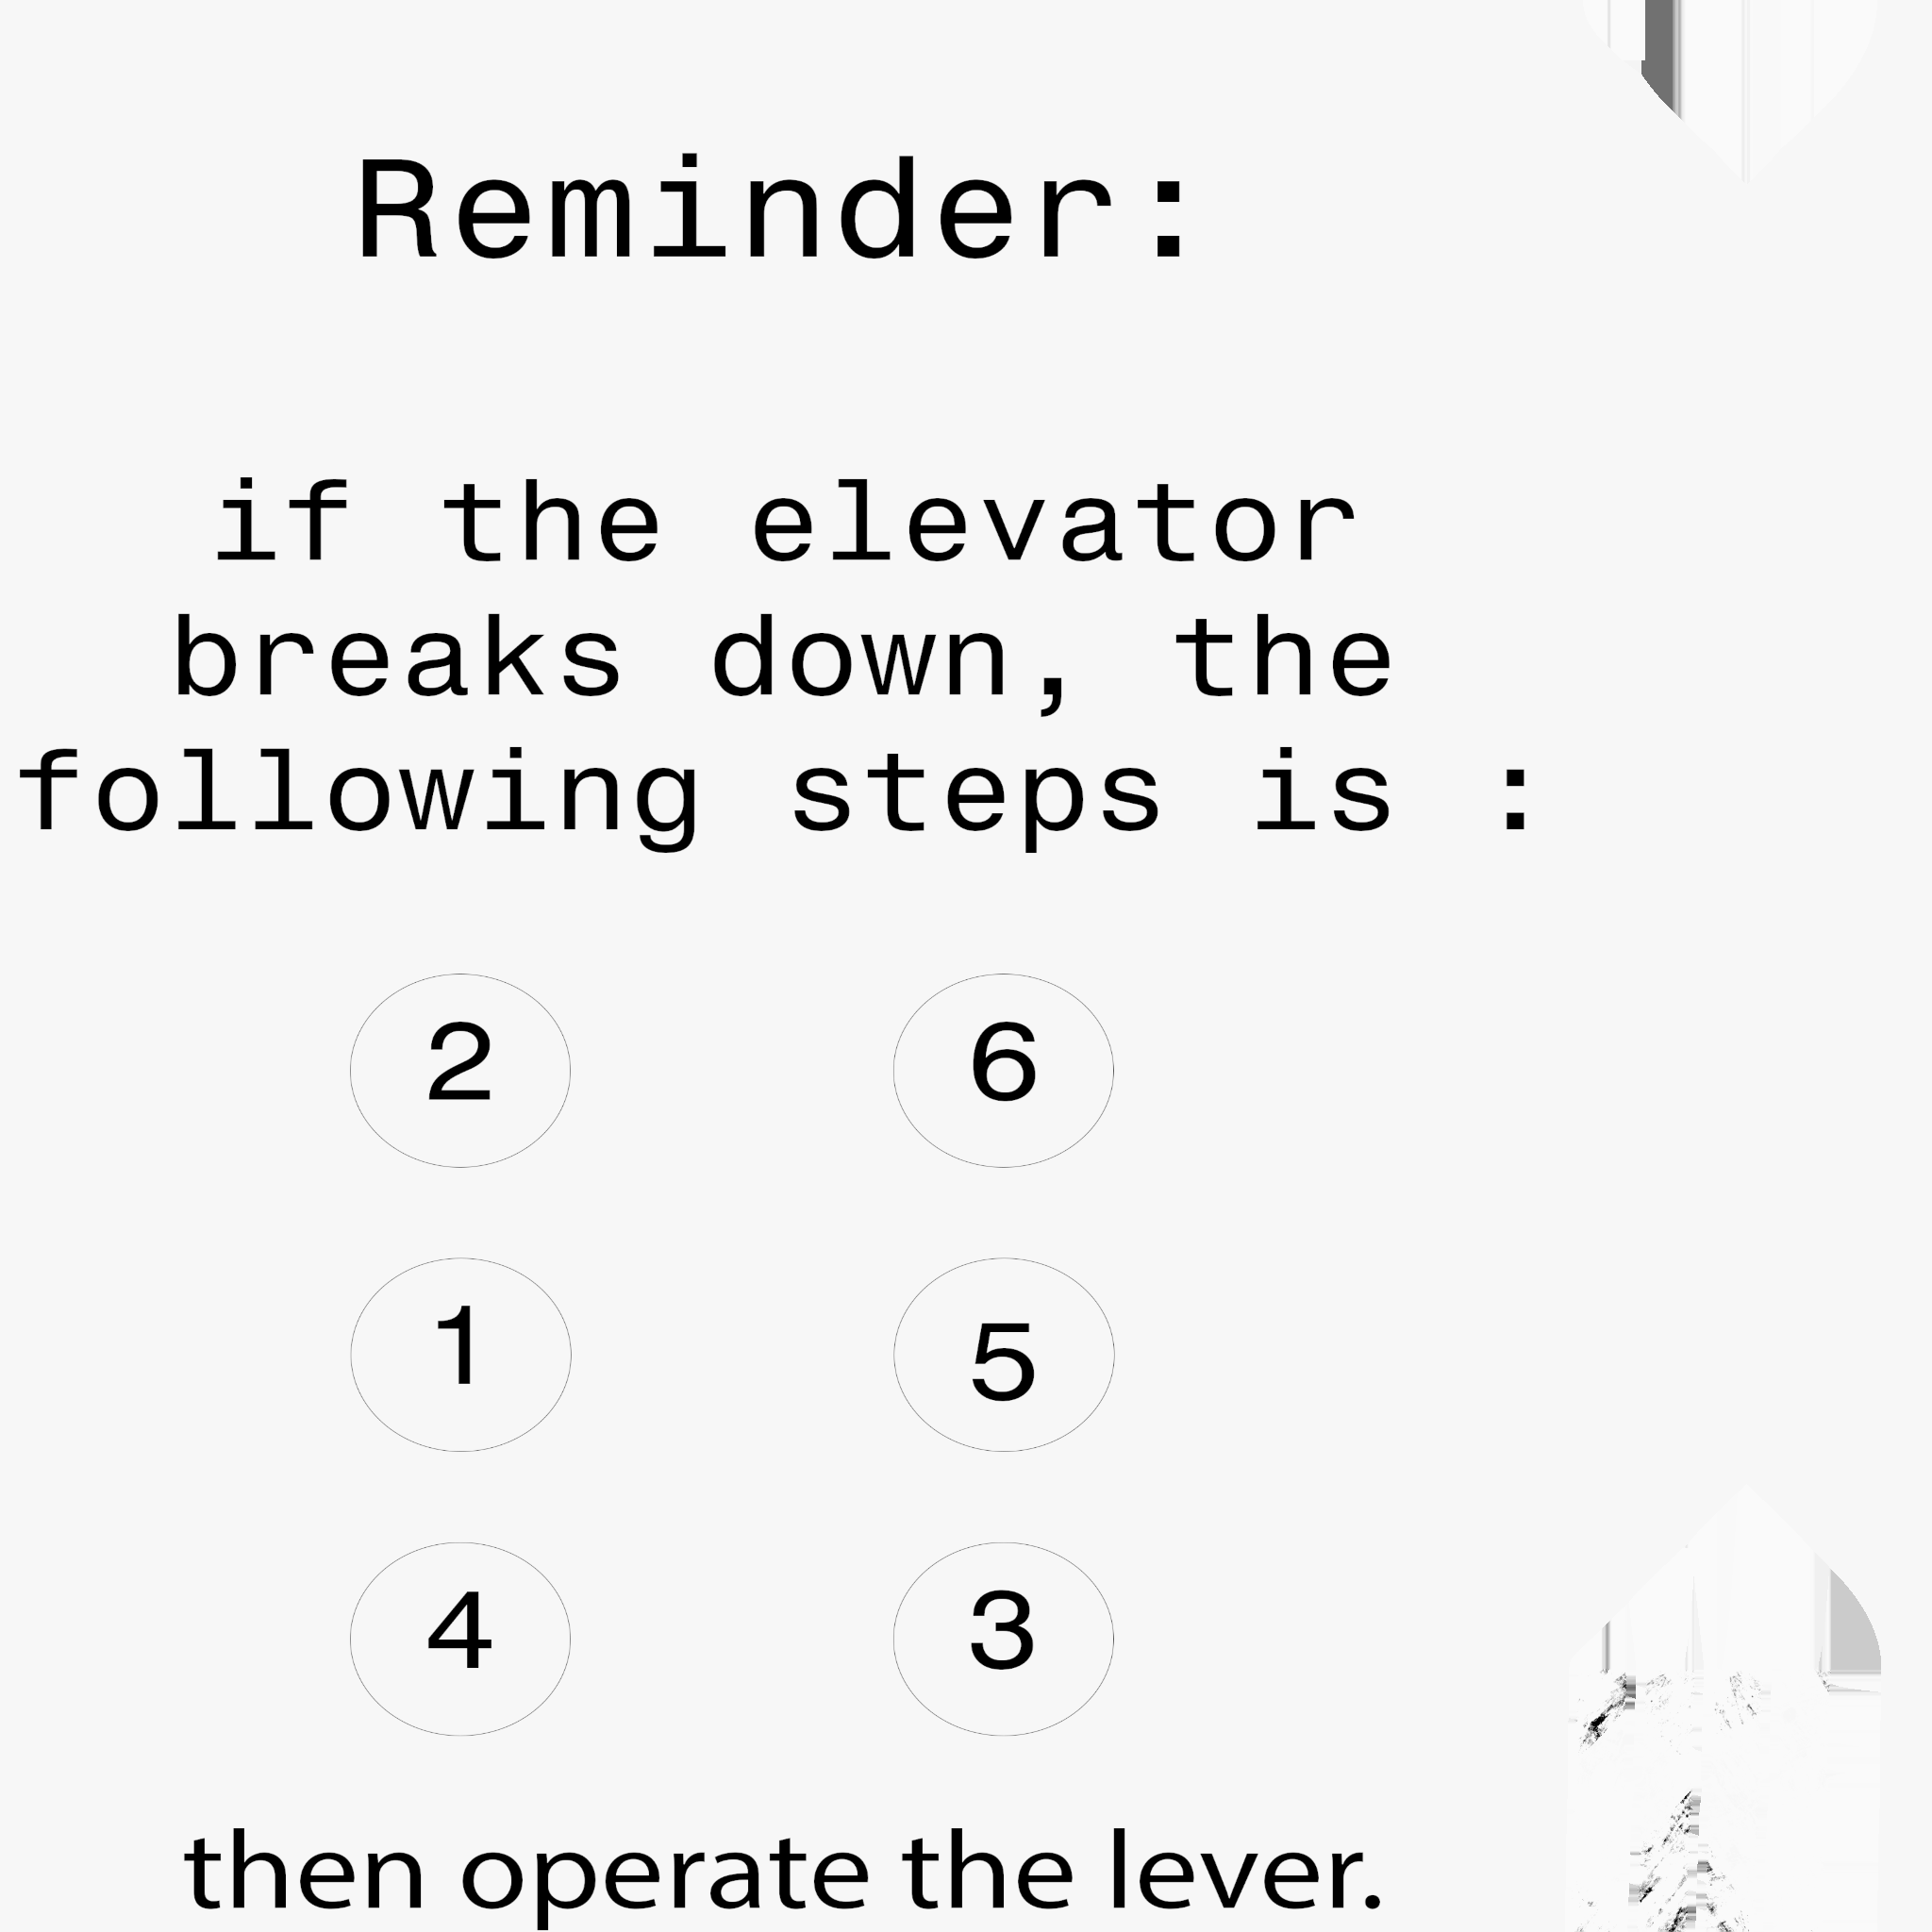 Reminder:
if the elevator
breaks down, the
following steps is :
2 6
1 5
4 3
then operate the lever.